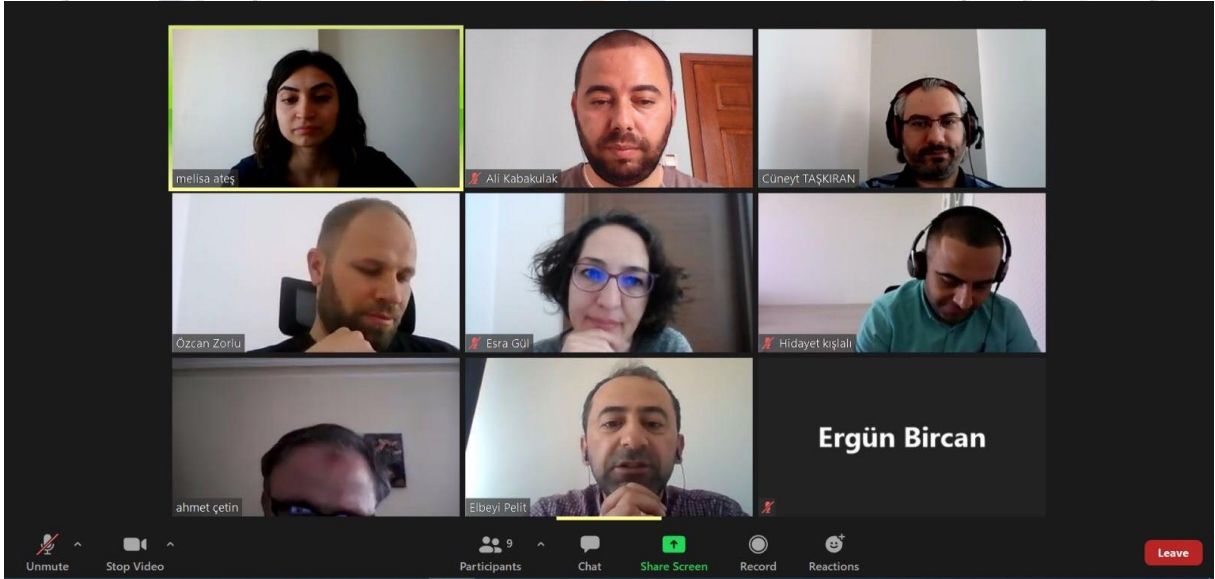 melisa ateş
Ali Kabakulak
Cüneyt TAŞKIRAN
Özcan Zorlu
Esra Gül
Hidayet kışlalı
ahmet çetin
Elbeyi Pelit
Ergün Bircan
Unmute
Stop Video
9
Participants
Chat
Share Screen
Record
Reactions
Leave